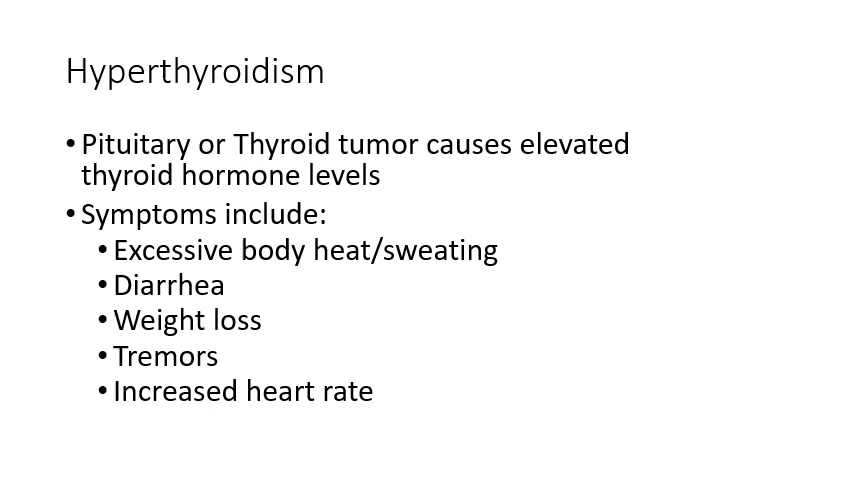 Hyperthyroidism
• Pituitary or Thyroid tumor causes elevated
thyroid hormone levels
• Symptoms include:
• Excessive body heat/sweating
• Diarrhea
• Weight loss
• Tremors
• Increased heart rate